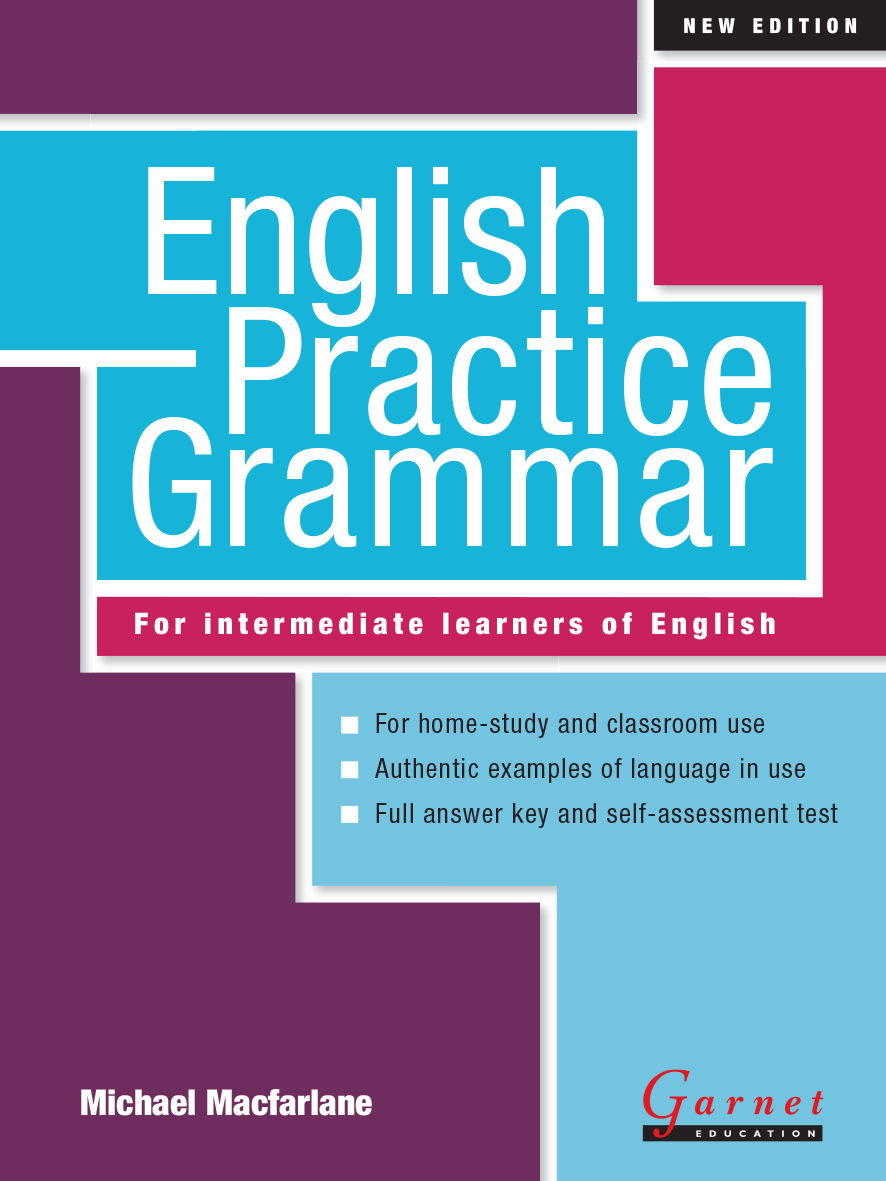 NEW EDITION
English
Practice
Grammar
For intermediate learners of English
For home-study and classroom use
Authentic examples of language in use
Full answer key and self-assessment test
Michael Macfarlane
Garnet
EDUCATION